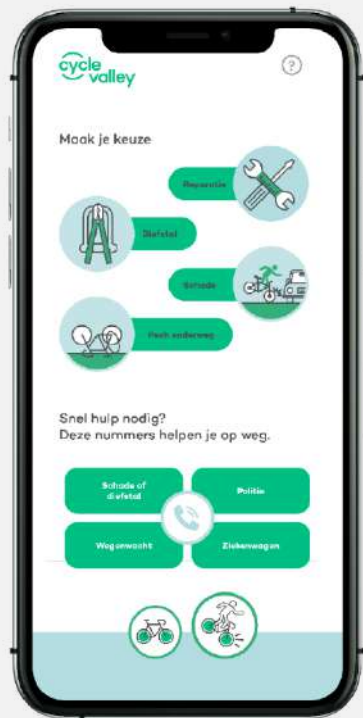 cycle
valley
?
Maak je keuze
Reparatie
Diefstal
Schade
Pech onderweg
Snel hulp nodig?
Deze nummers helpen je op weg.
Schade of
diefstal
Politie
Wegenwacht
Ziekenwagen